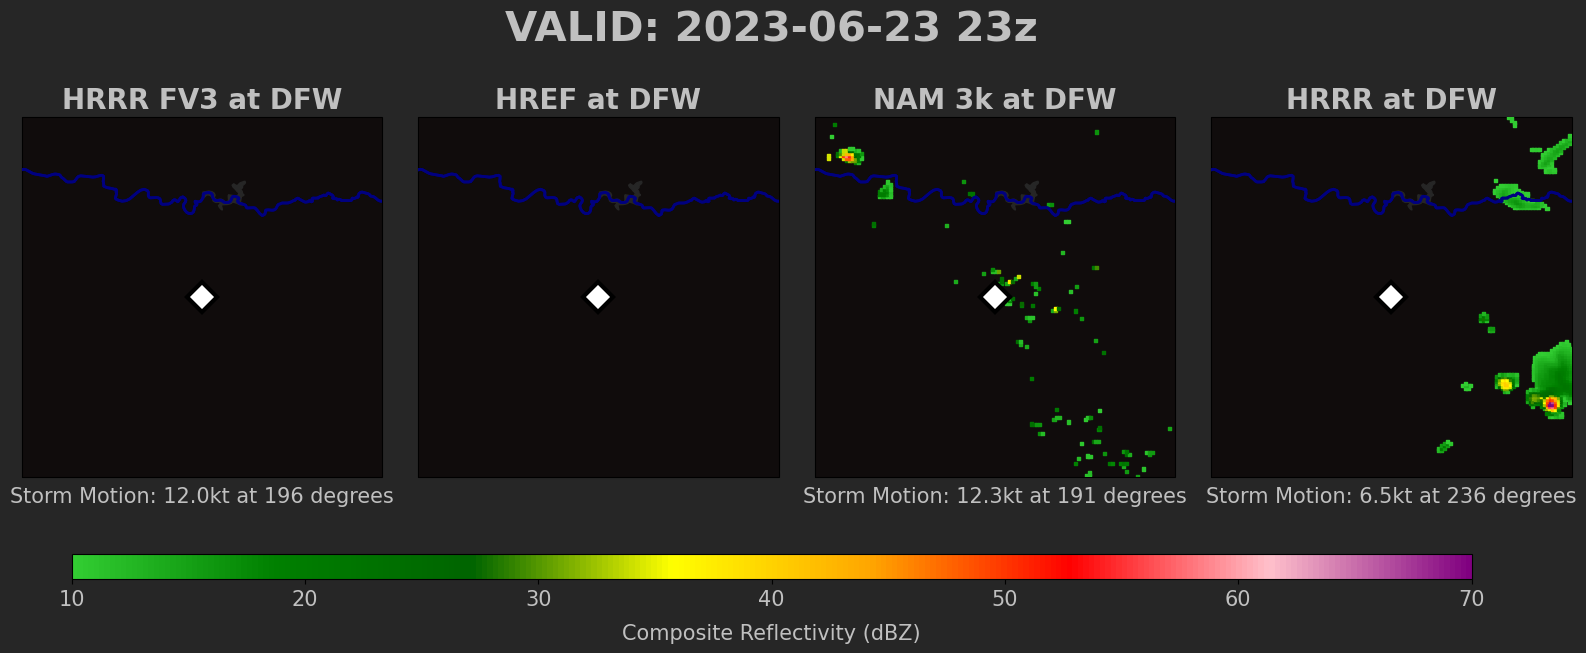 VALID: 2023-06-23 23z
HRRR FV3 at DFW
HREF at DFW
NAM 3k at DFW
HRRR at DFW
Storm Motion: 12.0kt at 196 degrees
Storm Motion: 12.3kt at 191 degrees
Storm Motion: 6.5kt at 236 degrees
10 20 30 40 50 60 70
Composite Reflectivity (dBZ)